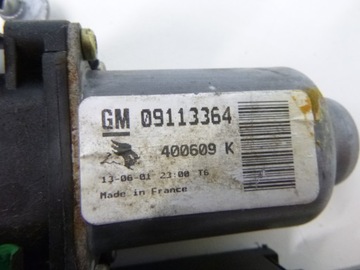 GM 09113364
400609 K
13-06-01 23:00 T6
Made in France